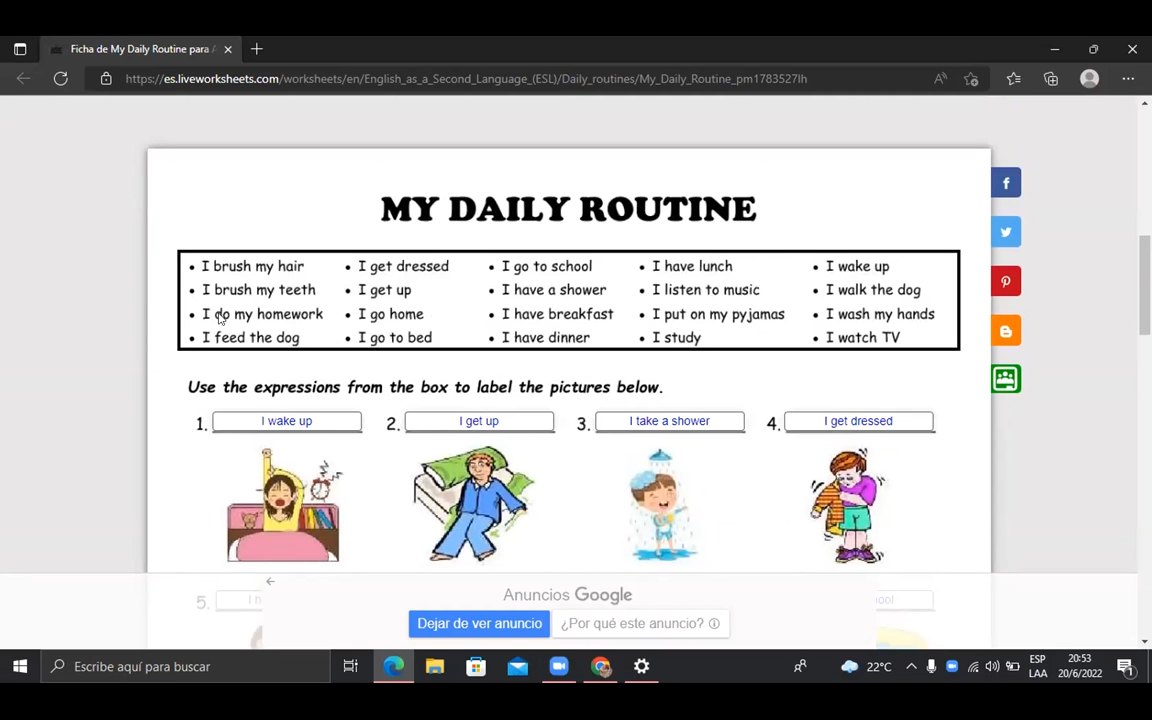 Ficha de My Daily Routine para A
https://es.liveworksheets.com/worksheets/en/English_as_a_Second_Language_(ESL)/Daily_routines/My_Daily_Routine_pm1783527lh
MY DAILY ROUTINE
• I brush my hair • I get dressed • I go to school • I have lunch • I wake up
• I brush my teeth • I get up • I have a shower • I listen to music • I walk the dog
• I do my homework • I go home • I have breakfast • I put on my pyjamas • I wash my hands
• I feed the dog • I go to bed • I have dinner • I study • I watch TV
Use the expressions from the box to label the pictures below.
1. I wake up 2. I get up 3. I take a shower 4. I get dressed
Anuncios Google
5.
Dejar de ver anuncio ¿Por qué este anuncio?
Escribe aquí para buscar
22°C
ESP
LAA
20:53
20/6/2022
1